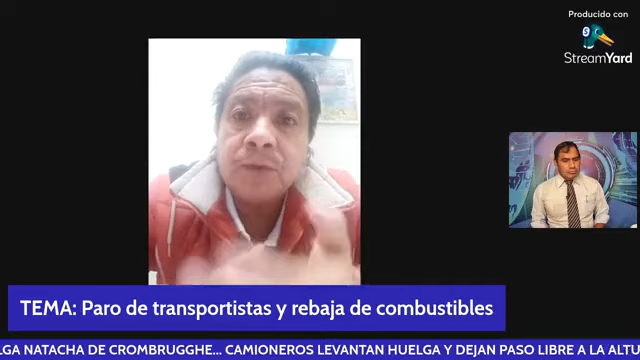 Producido con
StreamYard
TEMA: Paro de transportistas y rebaja de combustibles
LGA NATACHA DE CROMBRUGGHE... CAMIONEROS LEVANTAN HUELGA Y DEJAN PASO LIBRE A LA ALTU